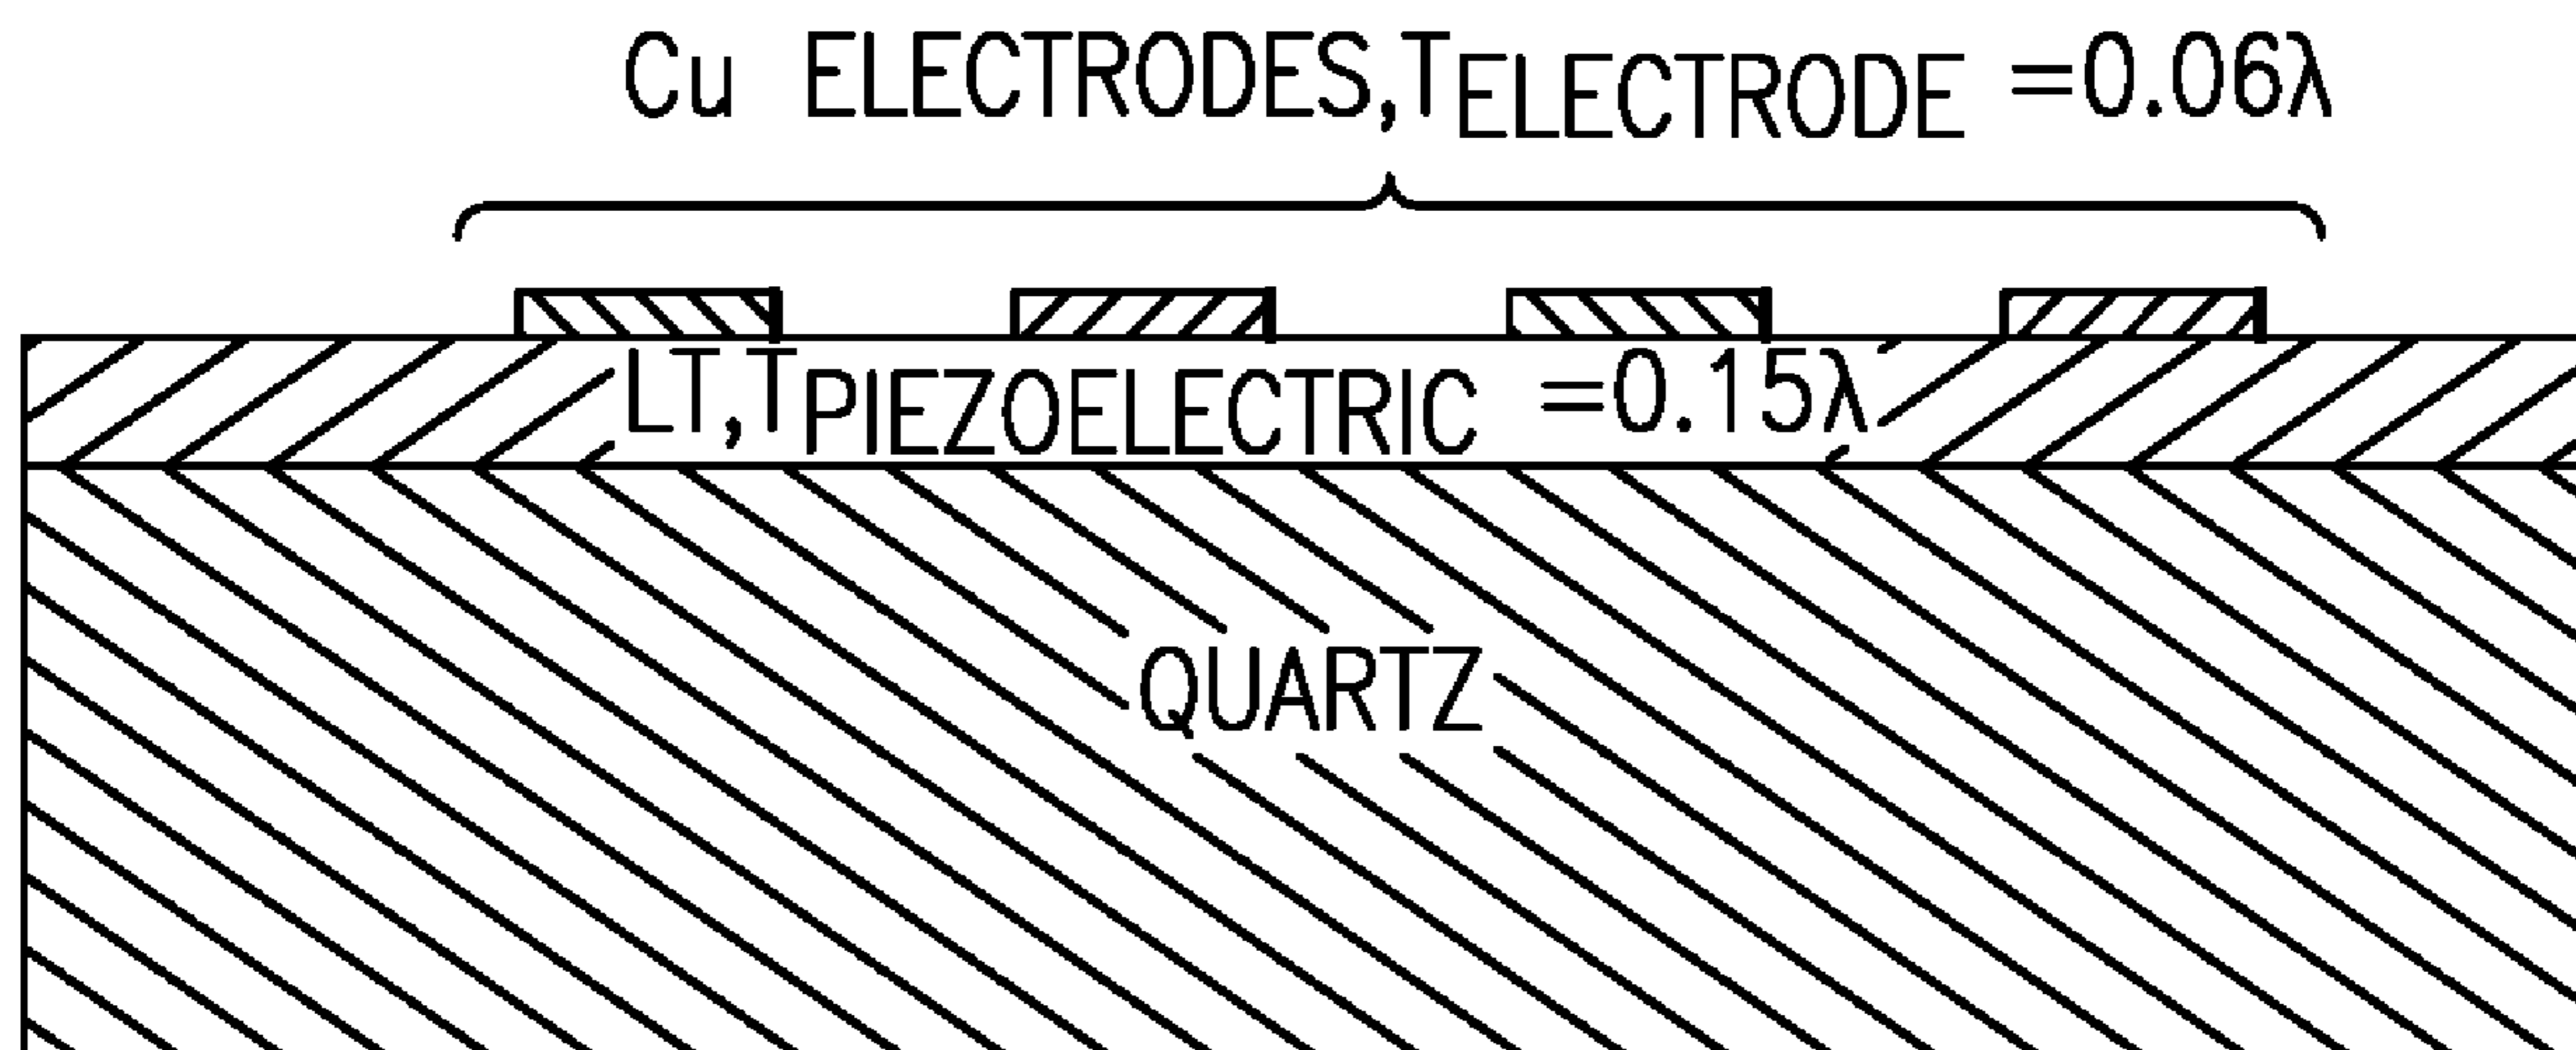 Cu ELECTRODES,TELECTRODE =0.06λ
LT,TPIEZOELECTRIC =0.15λ
QUARTZ